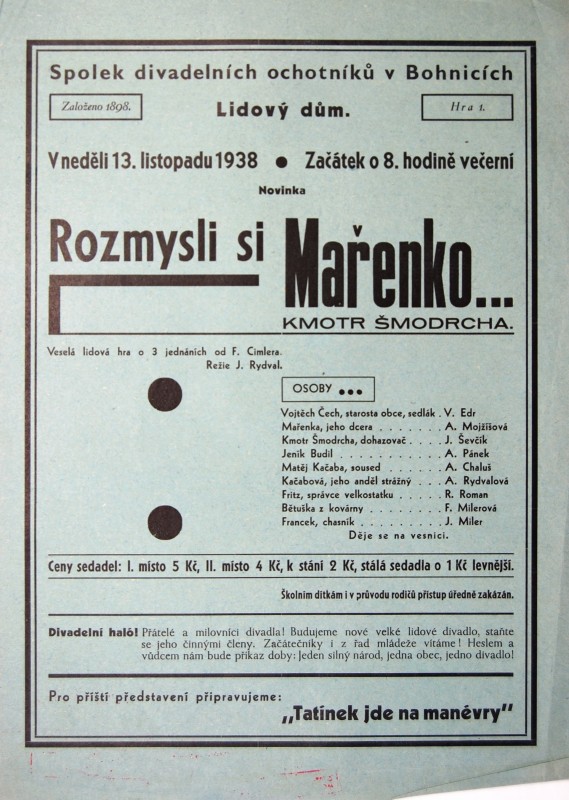 Spolek divadelních ochotníků v Bohnicích
Založeno 1898.
Lidový dům.
Hra 1.
V neděli 13. listopadu 1938 ● Začátek o 8. hodině večerní
Novinka
Rozmysli si
Mařenko...
KMOTR ŠMODRCHA.
Veselá lidová hra o 3 jednáních od F. Cimlera.
Režie J. Rydval.
OSOBY ...
Vojtěch Čech, starosta obce, sedlák . V. Edr
Mařenka, jeho dcera . . . . . . . A. Mojžíšová
Kmotr Šmodrcha, dohazovač . . . . J. Ševčík
Jeník Budil . . . . . . . . . . . A. Pánek
Matěj Kačaba, soused . . . . . . A. Chaluš
Kačabová, jeho anděl strážný . . . A. Rydvalová
Fritz, správce velkostatku . . . . . R. Roman
Bětuška z kovárny . . . . . . . . F. Milerová
Francek, chasník . . . . . . . . . J. Miler
Děje se na vesnici.
Ceny sedadel: I. místo 5 Kč, II. místo 4 Kč, k stání 2 Kč, stálá sedadla o 1 Kč levnější.
Školním dítkám i v průvodu rodičů přístup úředně zakázán.
Divadelní haló! Přátelé a milovníci divadla! Budujeme nové velké lidové divadlo, staňte
se jeho činnými členy. Začátečníky i z řad mládeže vítáme! Heslem a
vůdcem nám bude příkaz doby: Jeden silný národ, jedna obec, jedno divadlo!
Pro příští představení připravujeme:
„Tatínek jde na manévry"